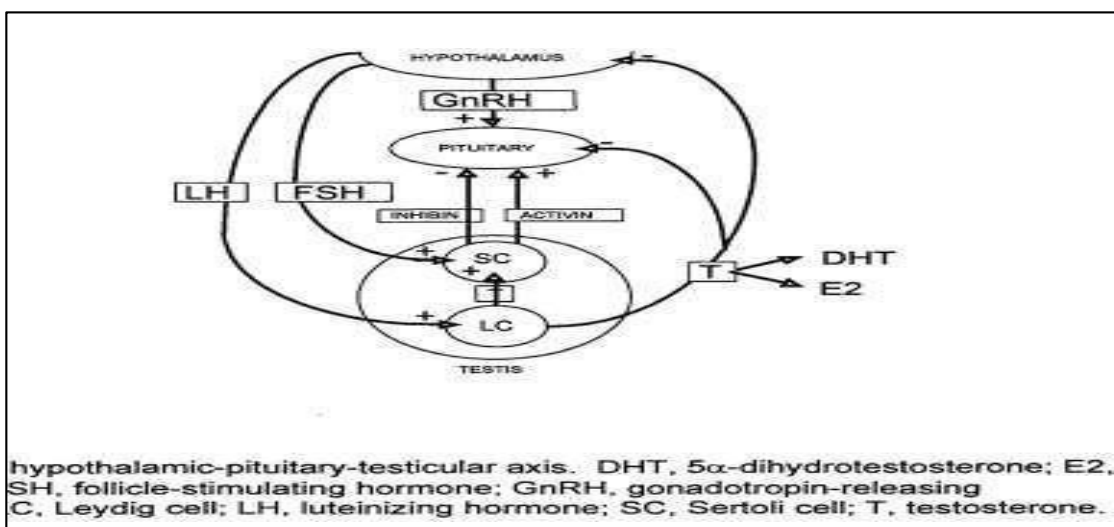 HYPOTHALAMUS
-
GnRH
+
PITUITARY
-
- +
LH FSH
INHIBIN ACTIVIN
+
SC
+
T
DHT
E2
T
+
LC
TESTIS
hypothalamic-pituitary-testicular axis. DHT, 5α-dihydrotestosterone; E2,
SH, follicle-stimulating hormone; GnRH, gonadotropin-releasing
C, Leydig cell; LH, luteinizing hormone; SC, Sertoli cell; T, testosterone.